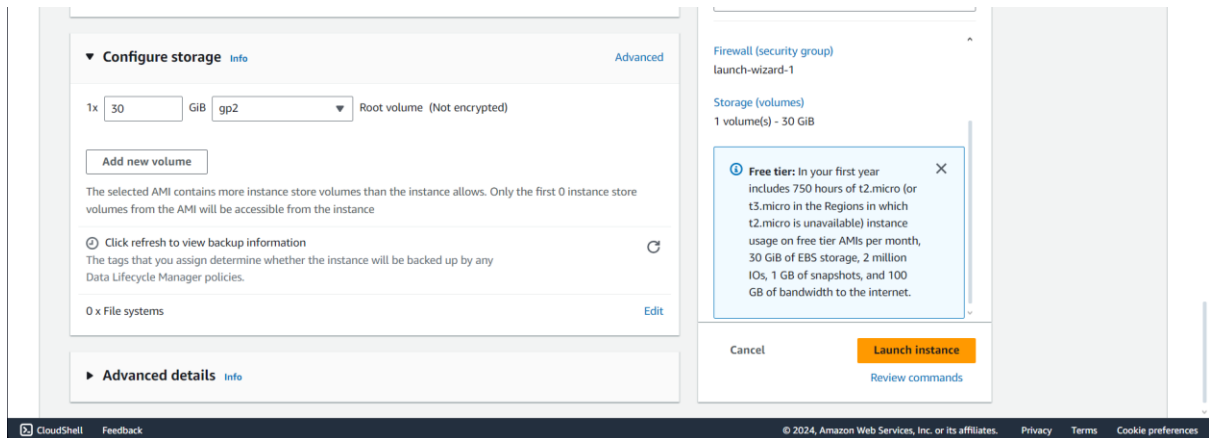 Configure storage Info
Advanced
1x 30 GiB gp2 Root volume (Not encrypted)
Add new volume
The selected AMI contains more instance store volumes than the instance allows. Only the first 0 instance store
volumes from the AMI will be accessible from the instance
Click refresh to view backup information
The tags that you assign determine whether the instance will be backed up by any
Data Lifecycle Manager policies.
0 x File systems
Edit
Advanced details Info
Firewall (security group)
launch-wizard-1
Storage (volumes)
1 volume(s) - 30 GiB
Free tier: In your first year
includes 750 hours of t2.micro (or
t3.micro in the Regions in which
t2.micro is unavailable) instance
usage on free tier AMIs per month,
30 GiB of EBS storage, 2 million
IOs, 1 GB of snapshots, and 100
GB of bandwidth to the internet.
Cancel
Launch instance
Review commands
CloudShell Feedback © 2024, Amazon Web Services, Inc. or its affiliates. Privacy Terms Cookie preferences